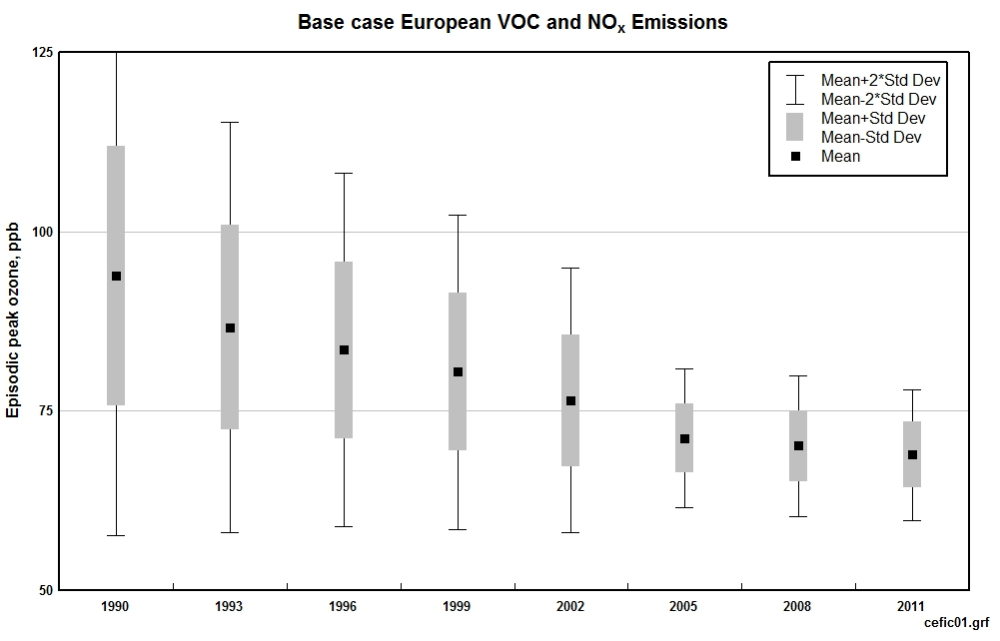 Base case European VOC and NOx Emissions
125
100
75
50
Episodic peak ozone, ppb
Mean+2*Std Dev
Mean-2*Std Dev
Mean+Std Dev
Mean-Std Dev
Mean
1990 1993 1996 1999 2002 2005 2008 2011
cefic01.grf